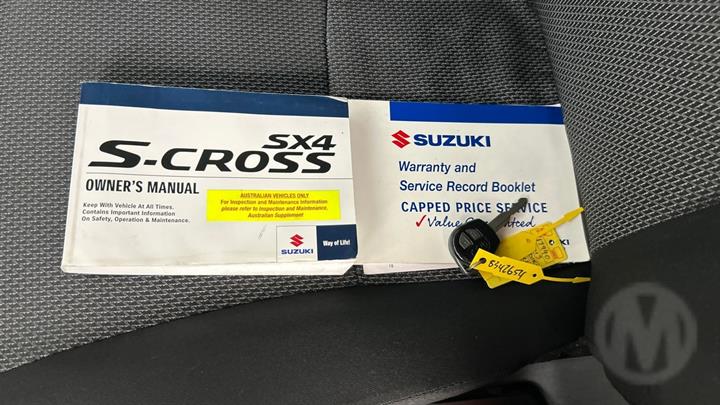 SX4
S-CROSS
OWNER'S MANUAL
Keep With Vehicle At All Times.
Contains Important Information
On Safety, Operation & Maintenance.
AUSTRALIAN VEHICLES ONLY
For Inspection and Maintenance Information
please refer to Inspection and Maintenance,
Australian Supplement
SUZUKI
Way of Life!
SUZUKI
Warranty and
Service Record Booklet
CAPPED PRICE SERVICE
Value
M